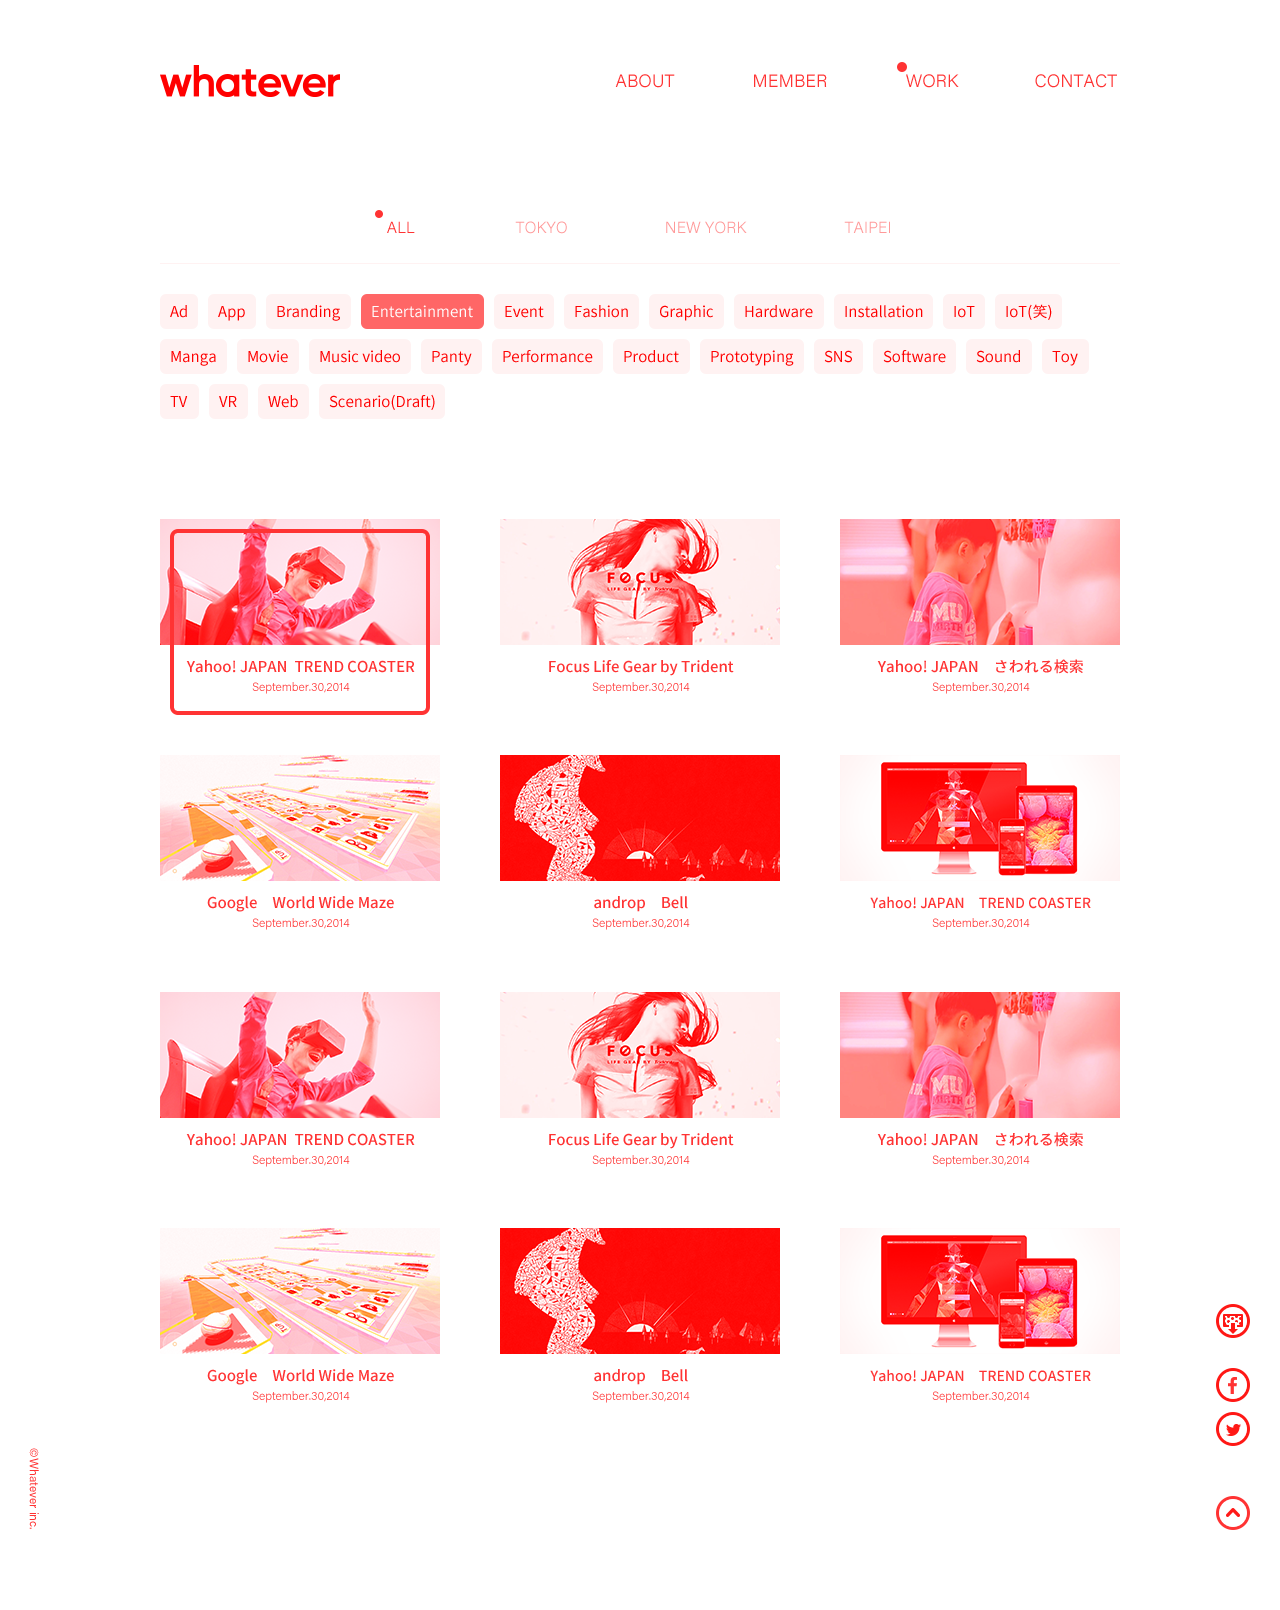 whatever
ABOUT MEMBER WORK CONTACT
ALL TOKYO NEW YORK TAIPEI
Ad App Branding Entertainment Event Fashion Graphic Hardware Installation IoT IoT(笑)
Manga Movie Music video Panty Performance Product Prototyping SNS Software Sound Toy
TV VR Web Scenario(Draft)
FOCUS
LIFE GEAR BY Trident
MU
Yahoo! JAPAN TREND COASTER
September.30,2014
Focus Life Gear by Trident
September.30,2014
Yahoo! JAPAN　さわれる検索
September.30,2014
Google　World Wide Maze
September.30,2014
androp　Bell
September.30,2014
Yahoo! JAPAN　TREND COASTER
September.30,2014
FOCUS
LIFE GEAR BY Trident
MU
Yahoo! JAPAN TREND COASTER
September.30,2014
Focus Life Gear by Trident
September.30,2014
Yahoo! JAPAN　さわれる検索
September.30,2014
Google　World Wide Maze
September.30,2014
androp　Bell
September.30,2014
Yahoo! JAPAN　TREND COASTER
September.30,2014
©Whatever inc.